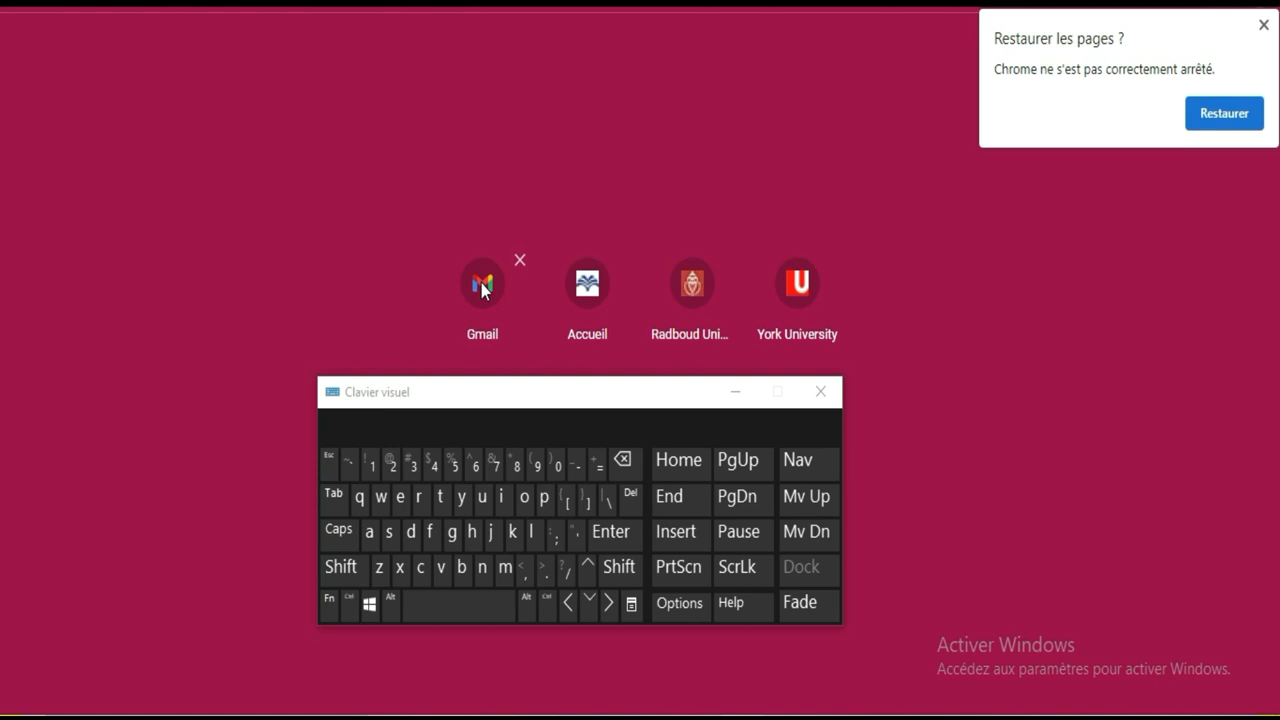 Restaurer les pages ?
Chrome ne s'est pas correctement arrêté.
Restaurer
Gmail
Accueil
Radboud Uni...
York University
Clavier visuel
Esc ~ ` ! 1 @ 2 # 3 $ 4 % 5 ^ 6 & 7 * 8 ( 9 ) 0 _ - + = Home PgUp Nav
Tab q w e r t y u i o p { [ } ] | \ Del End PgDn Mv Up
Caps a s d f g h j k l : ; " ' Enter Insert Pause Mv Dn
Shift z x c v b n m < , > . ? / Shift PrtScn ScrLk Dock
Fn Ctrl Alt Alt Ctrl Options Help Fade
Activer Windows
Accédez aux paramètres pour activer Windows.